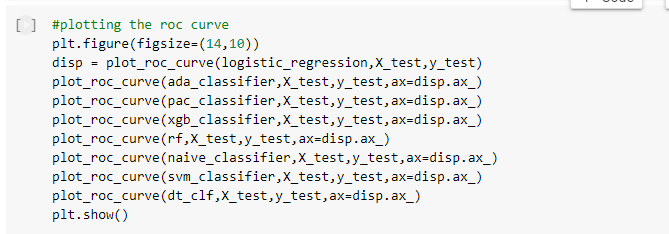 [ ] #plotting the roc curve
plt.figure(figsize=(14,10))
disp = plot_roc_curve(logistic_regression,X_test,y_test)
plot_roc_curve(ada_classifier,X_test,y_test,ax=disp.ax_)
plot_roc_curve(pac_classifier,X_test,y_test,ax=disp.ax_)
plot_roc_curve(xgb_classifier,X_test,y_test,ax=disp.ax_)
plot_roc_curve(rf,X_test,y_test,ax=disp.ax_)
plot_roc_curve(naive_classifier,X_test,y_test,ax=disp.ax_)
plot_roc_curve(svm_classifier,X_test,y_test,ax=disp.ax_)
plot_roc_curve(dt_clf,X_test,y_test,ax=disp.ax_)
plt.show()